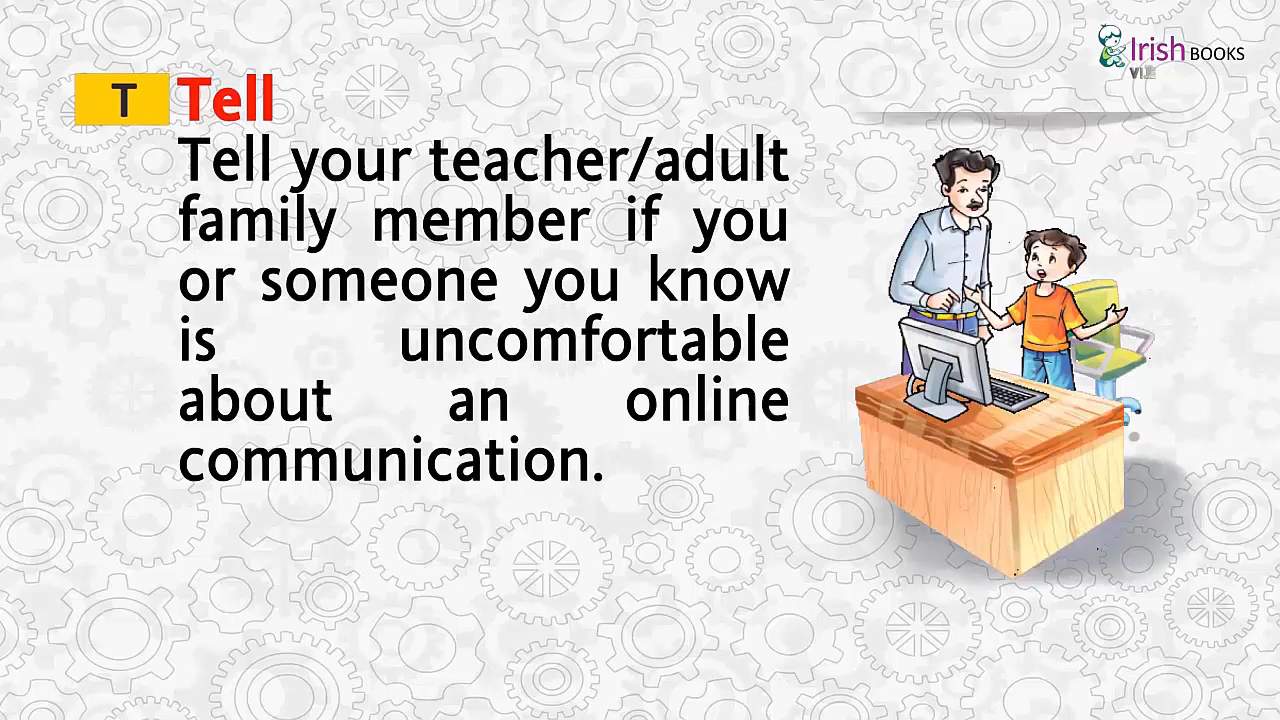 Irish BOOKS
T Tell
Tell your teacher/adult
family member if you
or someone you know
is uncomfortable
about an online
communication.